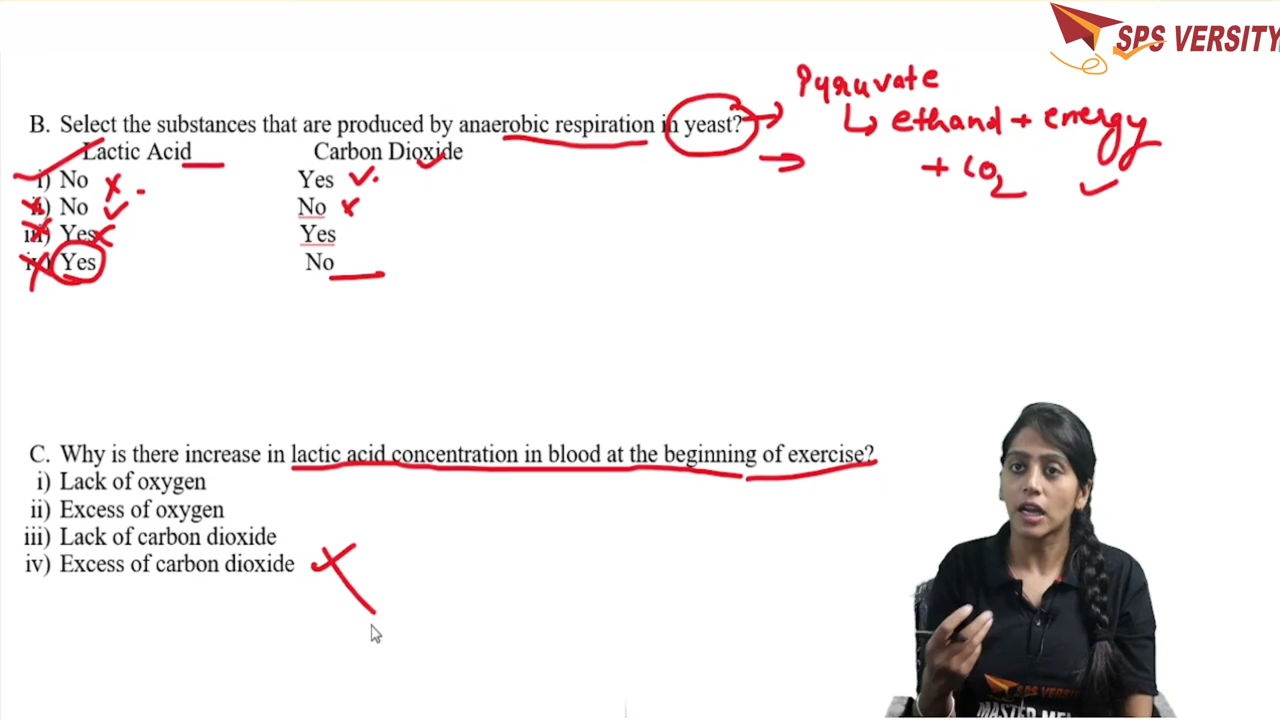 SPS VERSITY
Pyruvate
B. Select the substances that are produced by anaerobic respiration in yeast?
ethanol + energy
+ CO2
Lactic Acid Carbon Dioxide
i) No Yes
ii) No No
iii) Yes Yes
iv) Yes No
C. Why is there increase in lactic acid concentration in blood at the beginning of exercise?
i) Lack of oxygen
ii) Excess of oxygen
iii) Lack of carbon dioxide
iv) Excess of carbon dioxide
SPS VERSITY